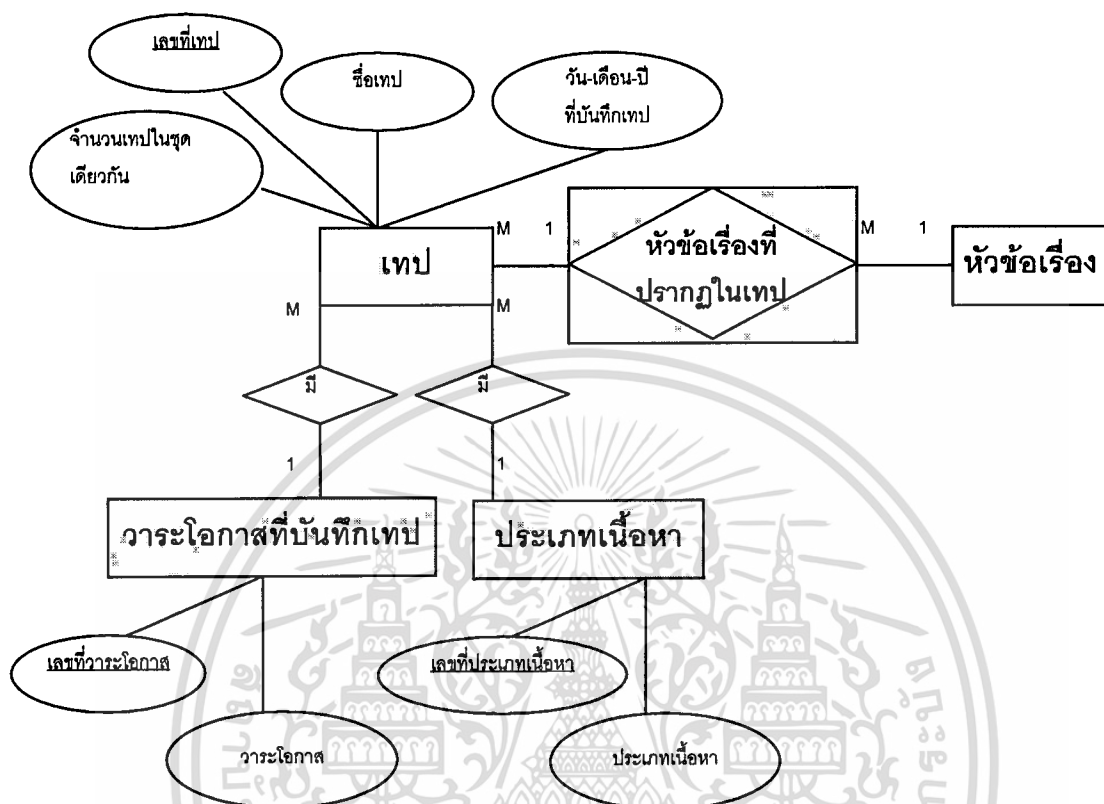 เลขที่เทป
ชื่อเทป
วัน-เดือน-ปี
ที่บันทึกเทป
จำนวนเทปในชุด
เดียวกัน
เทป
M
1
หัวข้อเรื่องที่
ปรากฏในเทป
M
1
หัวข้อเรื่อง
M
M
มี
มี
1
1
วาระโอกาสที่บันทึกเทป
ประเภทเนื้อหา
เลขที่วาระโอกาส
เลขที่ประเภทเนื้อหา
วาระโอกาส
ประเภทเนื้อหา